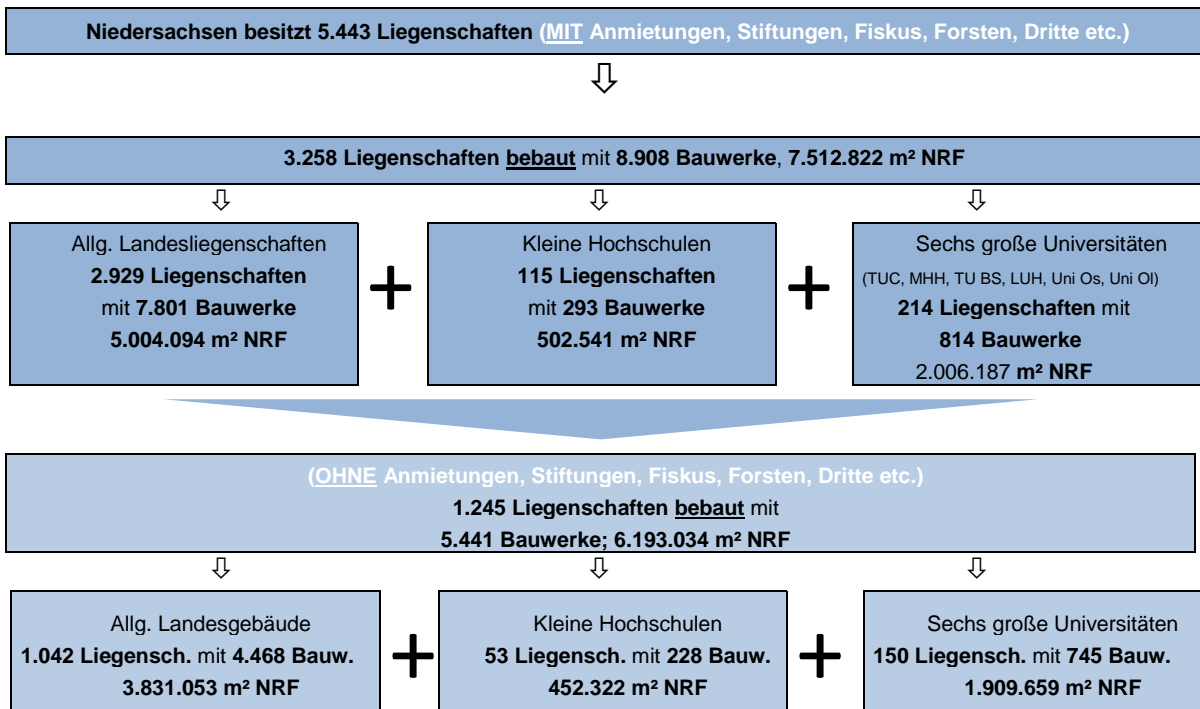 Niedersachsen besitzt 5.443 Liegenschaften (MIT Anmietungen, Stiftungen, Fiskus, Forsten, Dritte etc.)
3.258 Liegenschaften bebaut mit 8.908 Bauwerke, 7.512.822 m² NRF
Allg. Landesliegenschaften
2.929 Liegenschaften
mit 7.801 Bauwerke
5.004.094 m² NRF
+
Kleine Hochschulen
115 Liegenschaften
mit 293 Bauwerke
502.541 m² NRF
+
Sechs große Universitäten
(TUC, MHH, TU BS, LUH, Uni Os, Uni Ol)
214 Liegenschaften mit
814 Bauwerke
2.006.187 m² NRF
(OHNE Anmietungen, Stiftungen, Fiskus, Forsten, Dritte etc.)
1.245 Liegenschaften bebaut mit
5.441 Bauwerke; 6.193.034 m² NRF
Allg. Landesgebäude
1.042 Liegensch. mit 4.468 Bauw.
3.831.053 m² NRF
+
Kleine Hochschulen
53 Liegensch. mit 228 Bauw.
452.322 m² NRF
+
Sechs große Universitäten
150 Liegensch. mit 745 Bauw.
1.909.659 m² NRF